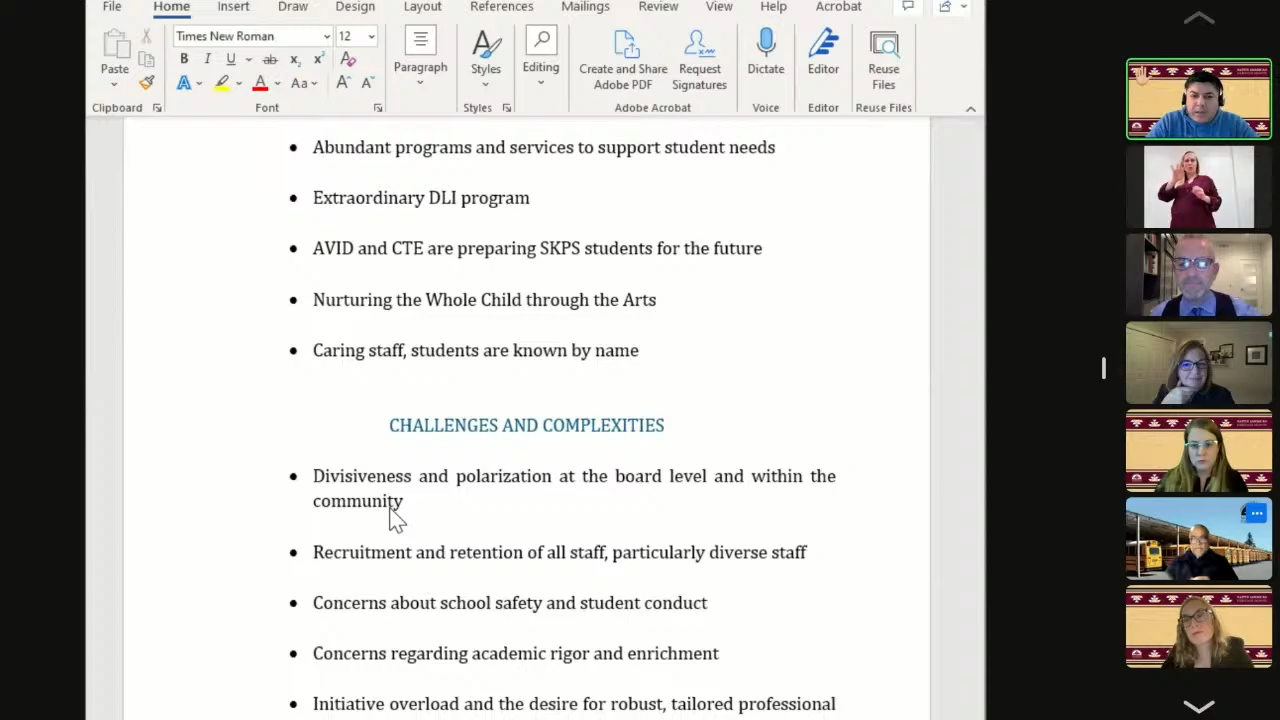 File Home Insert Draw Design Layout References Mailings Review View Help Acrobat
Times New Roman 12
Paste
B I U ab x₂ x²
A A Aa A A
Paragraph
Styles
Editing
Create and Share
Adobe PDF
Request
Signatures
Dictate
Editor
Reuse
Files
Clipboard Font Styles Adobe Acrobat Voice Editor Reuse Files
• Abundant programs and services to support student needs
• Extraordinary DLI program
• AVID and CTE are preparing SKPS students for the future
• Nurturing the Whole Child through the Arts
• Caring staff, students are known by name
CHALLENGES AND COMPLEXITIES
• Divisiveness and polarization at the board level and within the
community
• Recruitment and retention of all staff, particularly diverse staff
• Concerns about school safety and student conduct
• Concerns regarding academic rigor and enrichment
• Initiative overload and the desire for robust, tailored professional